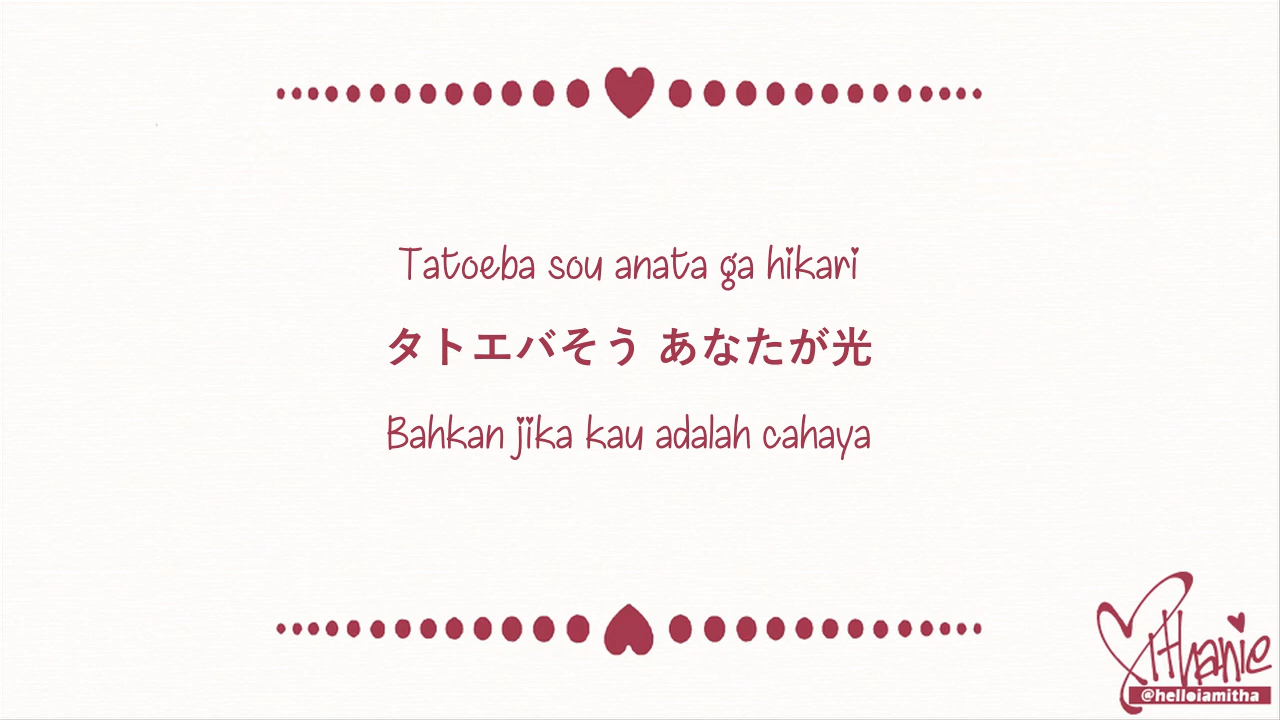 Tatoeba sou anata ga hikari
タトエバそう あなたが光
Bahkan jika kau adalah cahaya
Mithanie
@helloiamitha